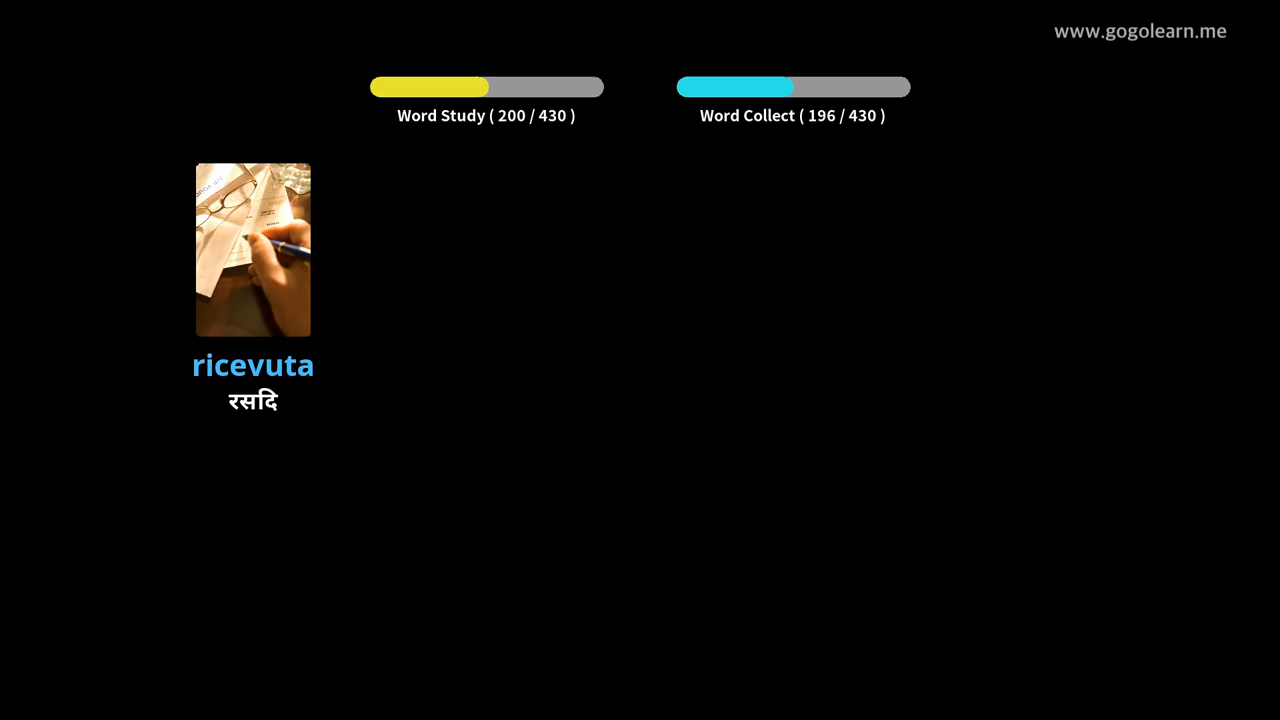 www.gogolearn.me
Word Study ( 200 / 430 )
Word Collect ( 196 / 430 )
ricevuta
रसदि